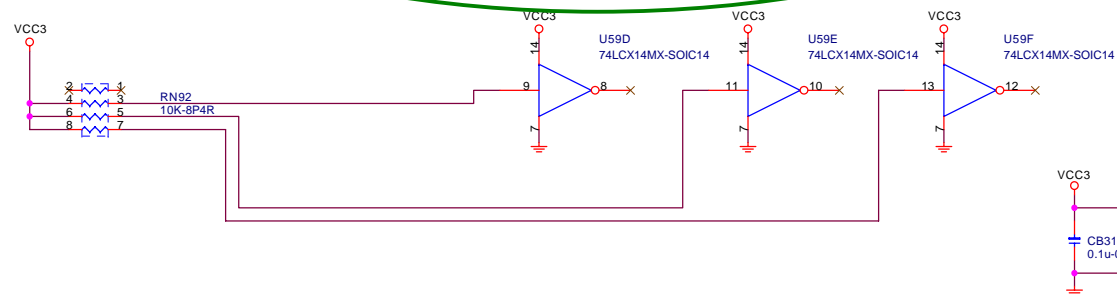 VCC3
2 1
4 3
6 5
8 7
RN92
10K-8P4R
VCC3
14
9
8
7
U59D
74LCX14MX-SOIC14
VCC3
14
11
10
7
U59E
74LCX14MX-SOIC14
VCC3
14
13
12
7
U59F
74LCX14MX-SOIC14
VCC3
CB31
0.1u-